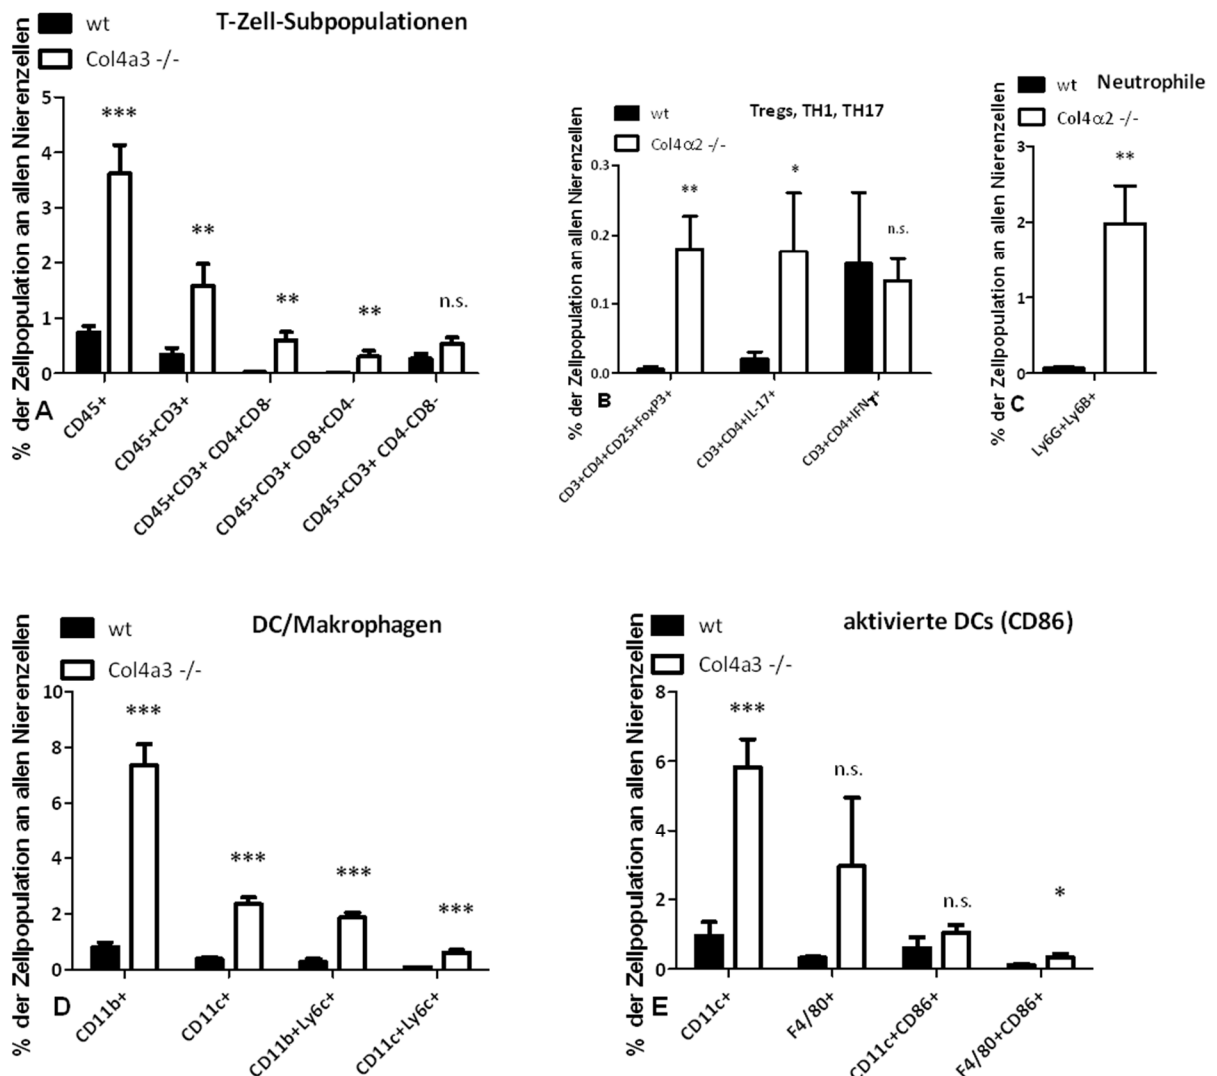 T-Zell-Subpopulationen
wt
Col4a3 -/-
% der Zellpopulation an allen Nierenzellen
5
4
3
2
1
0
***
**
**
**
n.s.
A
CD45+
CD45+CD3+
CD45+CD3+ CD4+CD8-
CD45+CD3+ CD8+CD4-
CD45+CD3+ CD4-CD8-
Tregs, TH1, TH17
wt
Col4α2 -/-
% der Zellpopulation an allen Nierenzellen
0.3
0.2
0.1
0.0
**
*
n.s.
B
CD3+CD4+CD25+FoxP3+
CD3+CD4+IL-17+
CD3+CD4+IFNγ+
Neutrophile
wt
Col4α2 -/-
% der Zellpopulation an allen Nierenzellen
3
2
1
0
**
C
Ly6G+Ly6B+
DC/Makrophagen
wt
Col4a3 -/-
% der Zellpopulation an allen Nierenzellen
10
8
6
4
2
0
***
***
***
***
D
CD11b+
CD11c+
CD11b+Ly6c+
CD11c+Ly6c+
aktivierte DCs (CD86)
wt
Col4a3 -/-
% der Zellpopulation an allen Nierenzellen
8
6
4
2
0
***
n.s.
n.s.
*
E
CD11c+
F4/80+
CD11c+CD86+
F4/80+CD86+